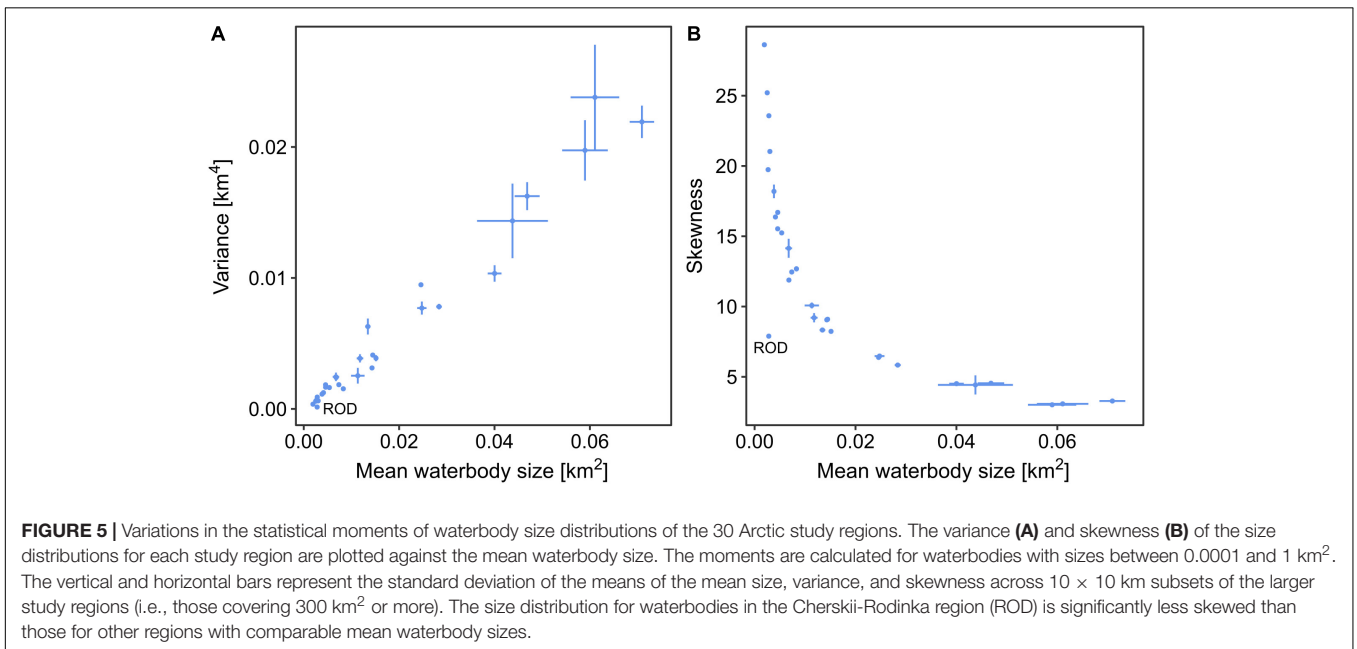 A
B
0.02
0.01
0.00
Variance [km4]
ROD
0.00 0.02 0.04 0.06
Mean waterbody size [km2]
25
20
15
10
5
Skewness
ROD
0.00 0.02 0.04 0.06
Mean waterbody size [km2]
FIGURE 5 | Variations in the statistical moments of waterbody size distributions of the 30 Arctic study regions. The variance (A) and skewness (B) of the size
distributions for each study region are plotted against the mean waterbody size. The moments are calculated for waterbodies with sizes between 0.0001 and 1 km2.
The vertical and horizontal bars represent the standard deviation of the means of the mean size, variance, and skewness across 10 × 10 km subsets of the larger
study regions (i.e., those covering 300 km2 or more). The size distribution for waterbodies in the Cherskii-Rodinka region (ROD) is significantly less skewed than
those for other regions with comparable mean waterbody sizes.